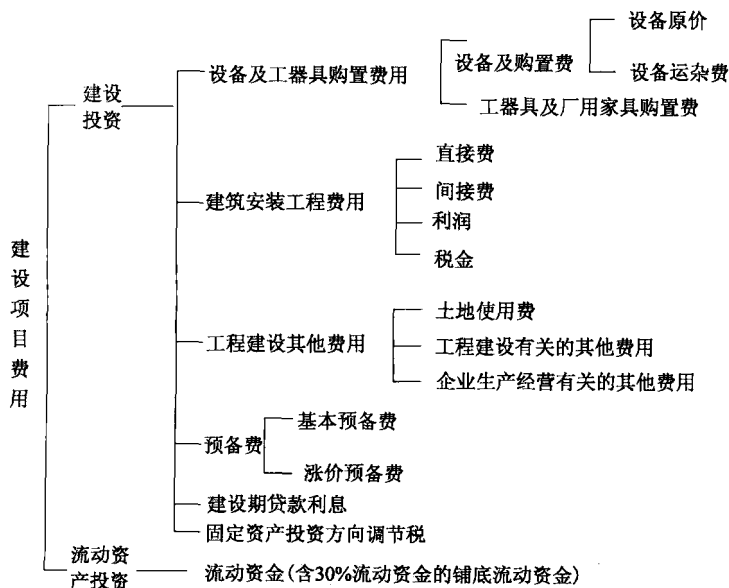 建设项目费用
建设
投资
设备及工器具购置费用
设备及购置费
设备原价
设备运杂费
工器具及厂用家具购置费
建筑安装工程费用
直接费
间接费
利润
税金
工程建设其他费用
土地使用费
工程建设有关的其他费用
企业生产经营有关的其他费用
预备费
基本预备费
涨价预备费
建设期贷款利息
固定资产投资方向调节税
流动资
产投资
流动资金(含30%流动资金的铺底流动资金)